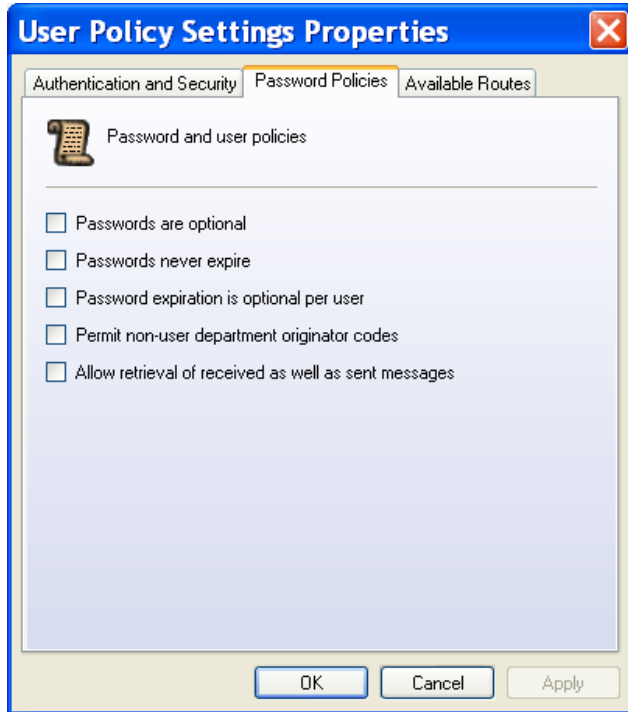 User Policy Settings Properties
Authentication and Security
Password Policies
Available Routes
Password and user policies
Passwords are optional
Passwords never expire
Password expiration is optional per user
Permit non-user department originator codes
Allow retrieval of received as well as sent messages
OK
Cancel
Apply